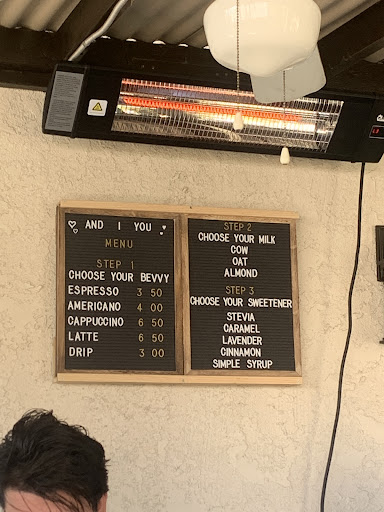 AND I YOU
MENU
STEP 1
CHOOSE YOUR BEVVY
ESPRESSO 3 50
AMERICANO 4 00
CAPPUCCINO 6 50
LATTE 6 50
DRIP 3 00
STEP 2
CHOOSE YOUR MILK
COW
OAT
ALMOND
STEP 3
CHOOSE YOUR SWEETENER
STEVIA
CARAMEL
LAVENDER
CINNAMON
SIMPLE SYRUP